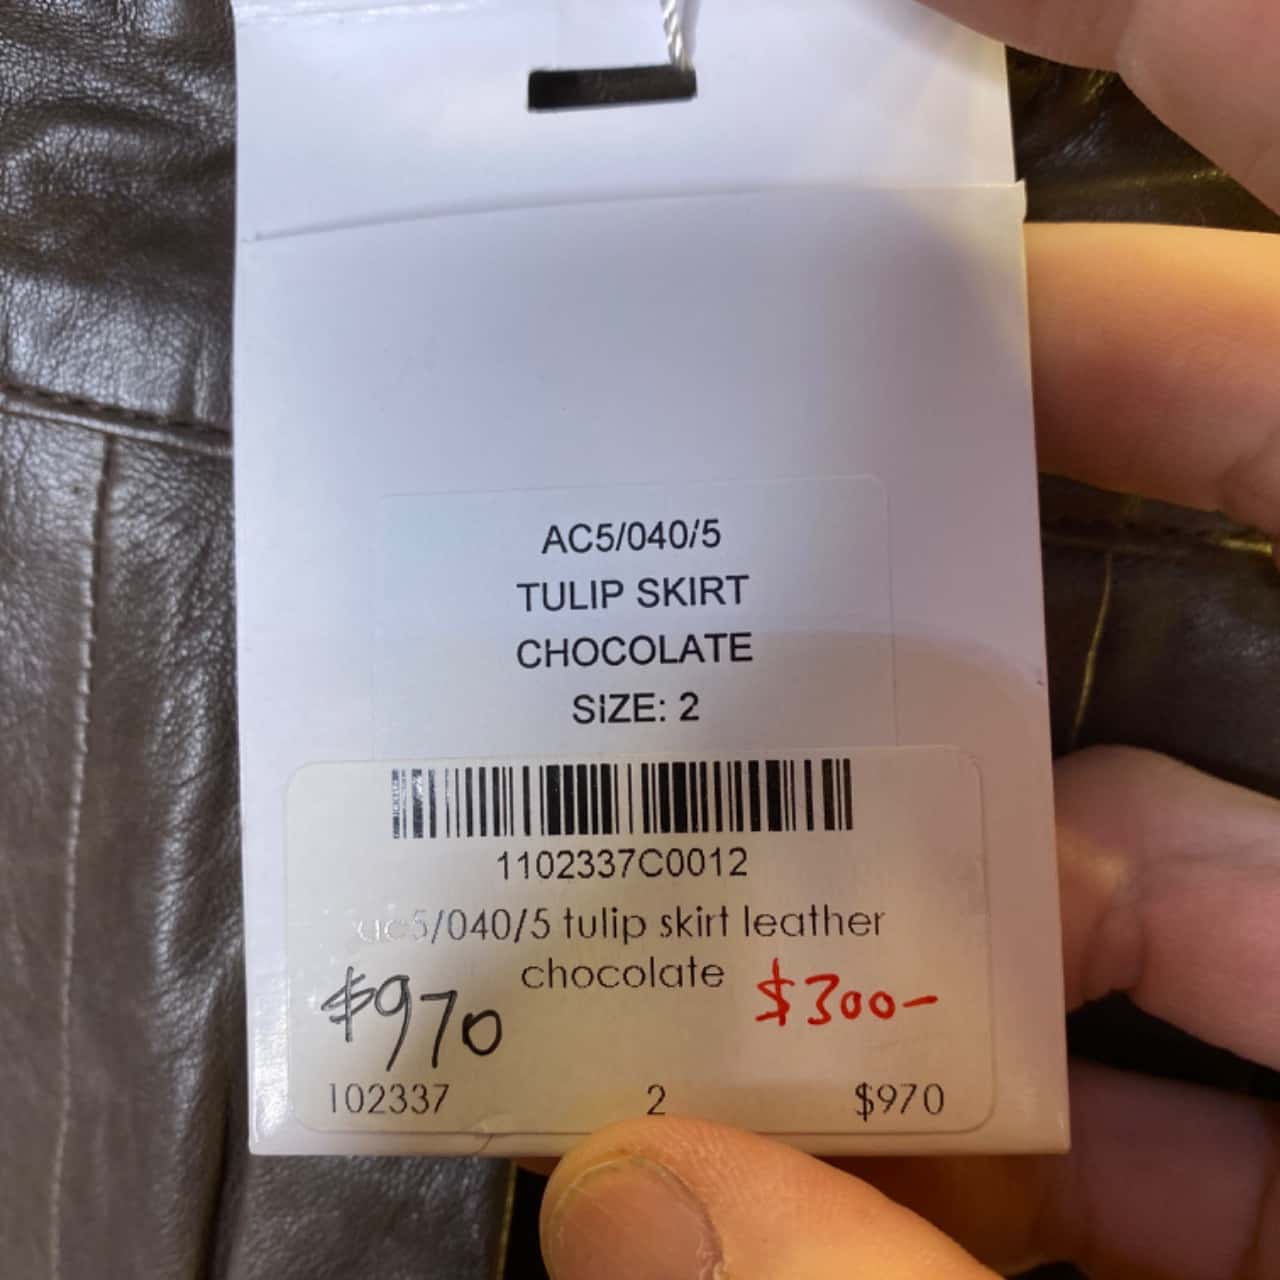 AC5/040/5
TULIP SKIRT
CHOCOLATE
SIZE: 2
1102337C0012
ac5/040/5 tulip skirt leather
chocolate
$970
$300-
102337
2
$970